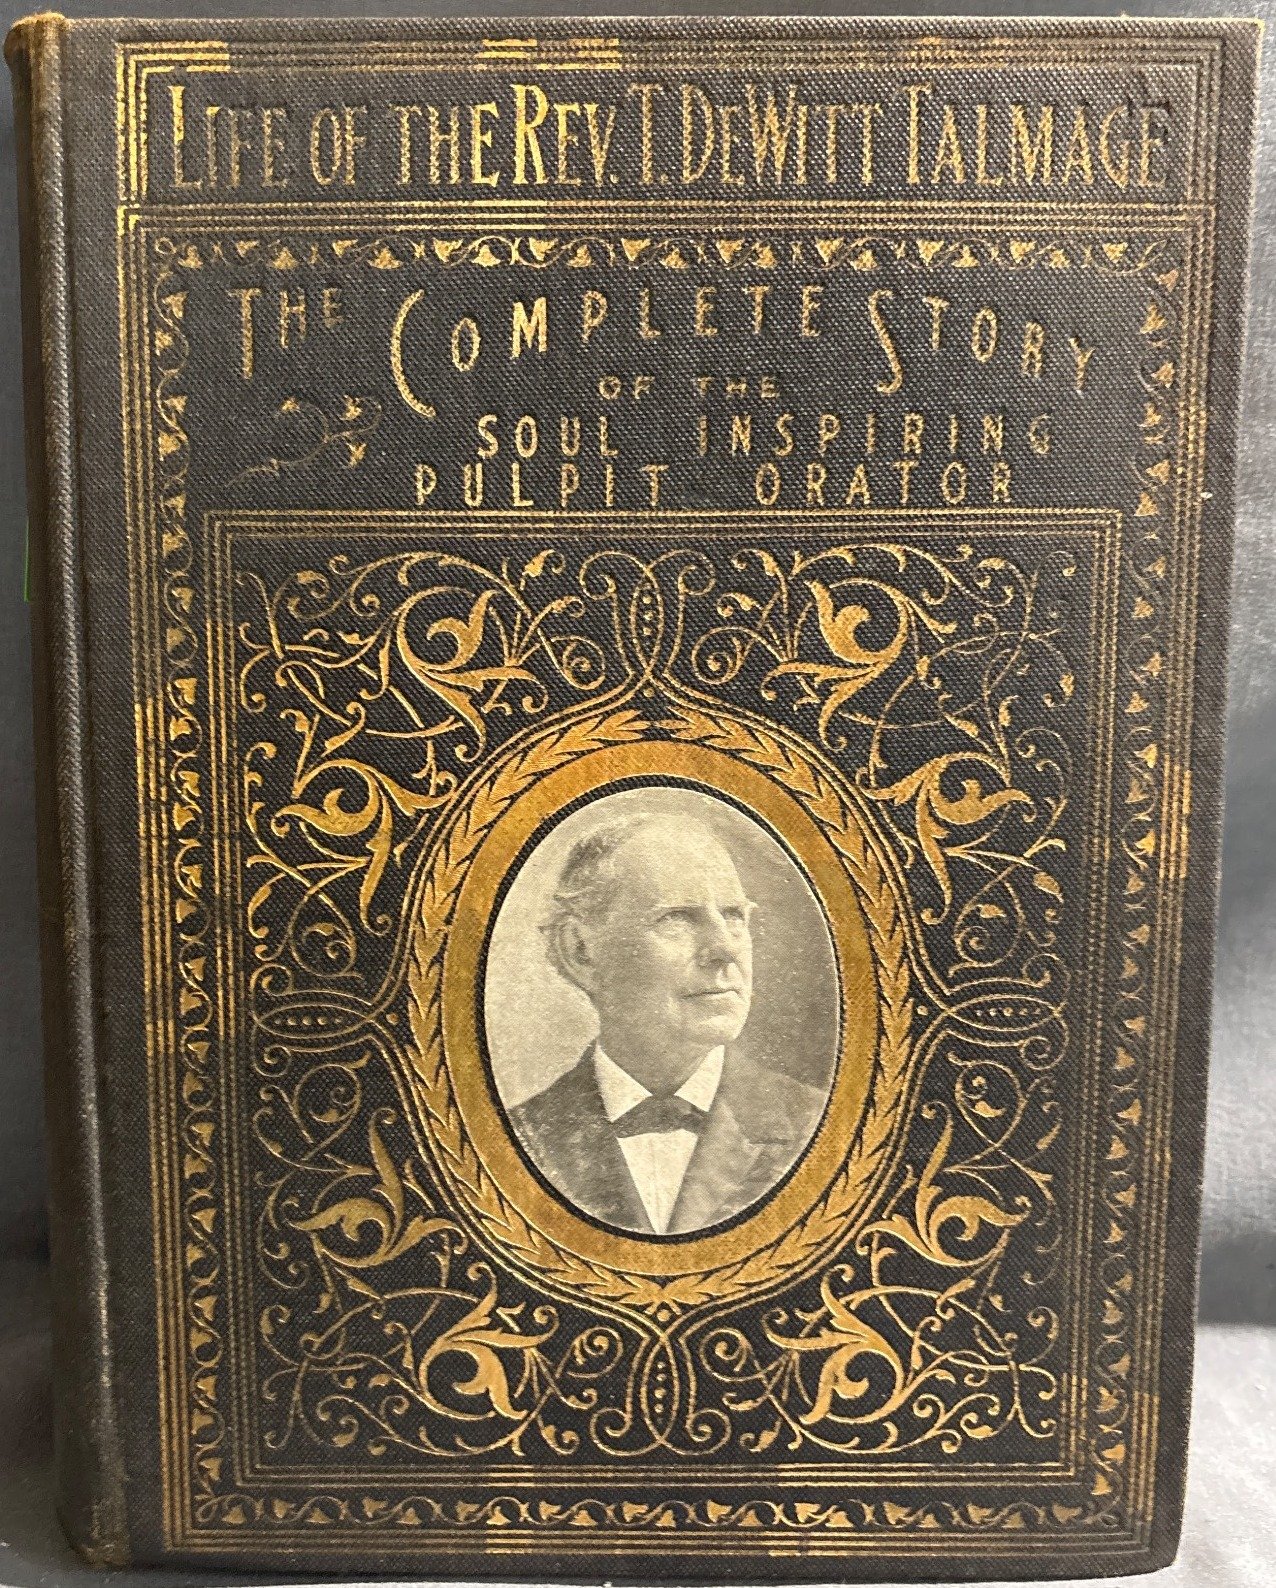 LIFE OF THE REV. T. DEWITT TALMAGE
THE COMPLETE STORY
OF THE
SOUL INSPIRING
PULPIT ORATOR